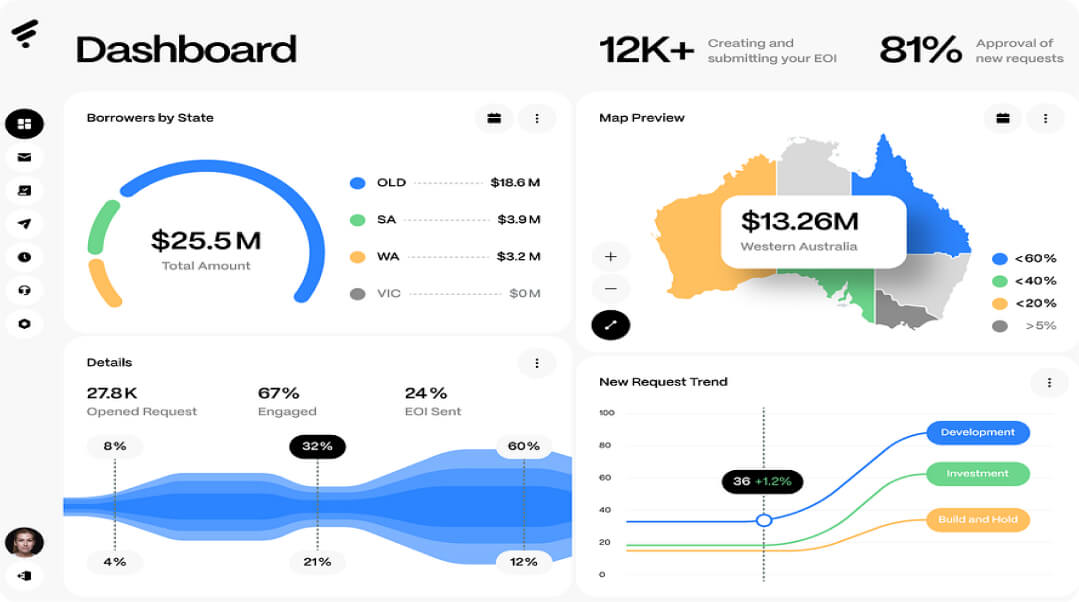 Dashboard
12K+
Creating and
submitting your EOI
81%
Approval of
new requests
Borrowers by State
$25.5 M
Total Amount
OLD $18.6 M
SA $3.9 M
WA $3.2 M
VIC $0 M
Map Preview
$13.26M
Western Australia
+
−
<60%
<40%
<20%
>5%
Details
27.8 K
Opened Request
67%
Engaged
24 %
EOI Sent
8%
32%
60%
4%
21%
12%
New Request Trend
100
80
60
40
20
0
36 +1.2%
Development
Investment
Build and Hold